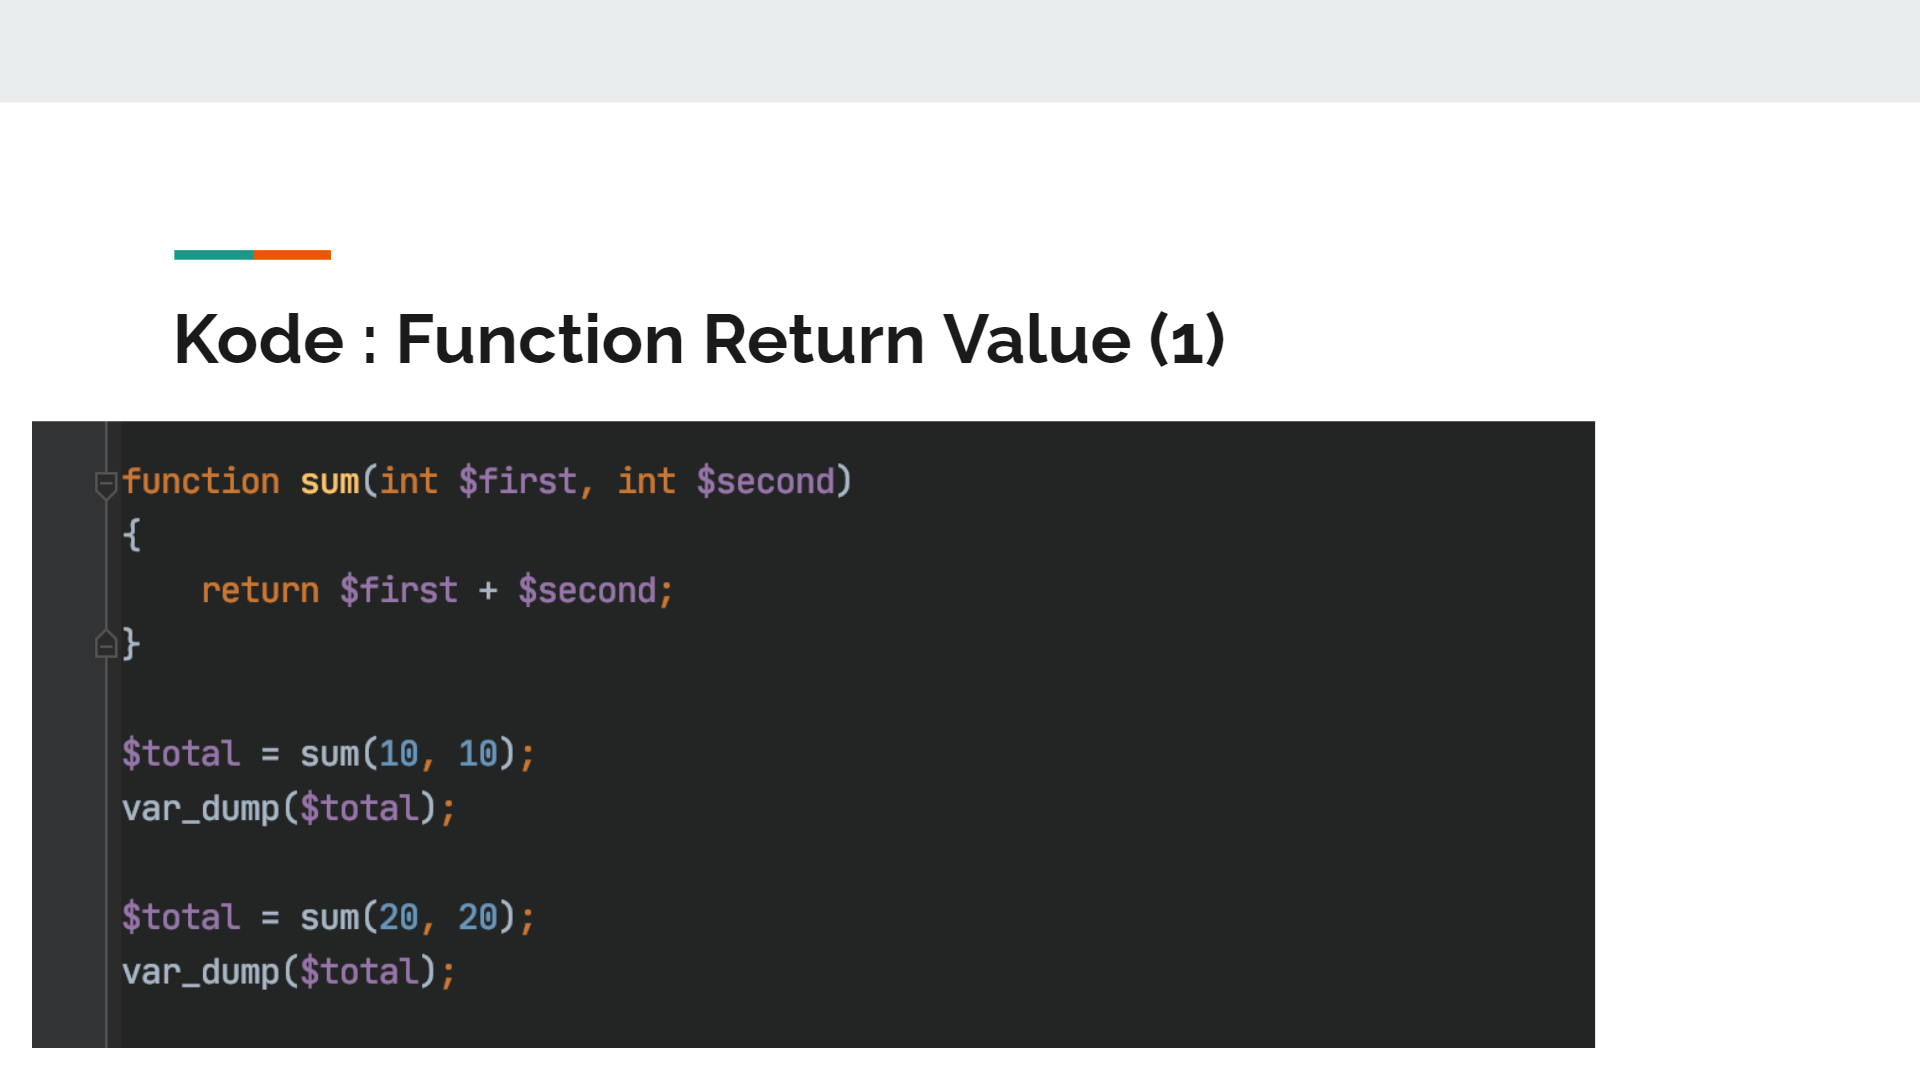 Kode : Function Return Value (1)
function sum(int $first, int $second)
{
    return $first + $second;
}
$total = sum(10, 10);
var_dump($total);
$total = sum(20, 20);
var_dump($total);